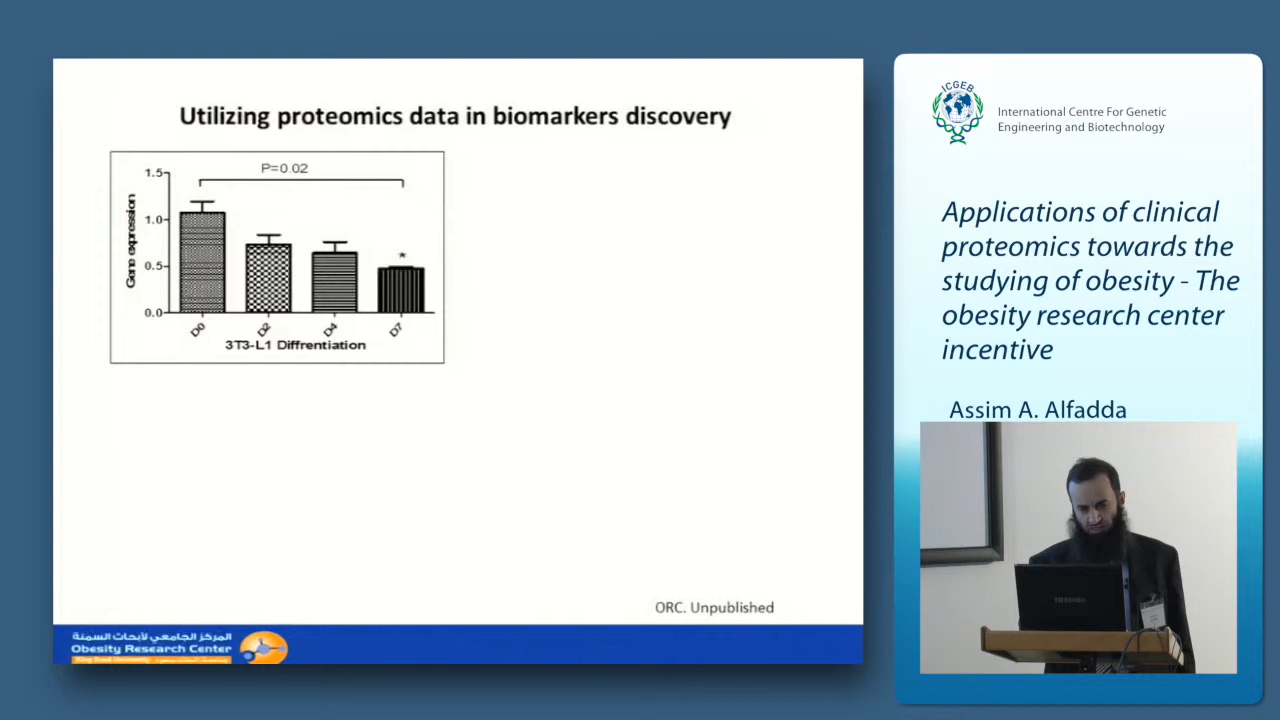 Utilizing proteomics data in biomarkers discovery
P=0.02
1.5
1.0
0.5
0.0
Gene expression
*
D0
D2
D4
D7
3T3-L1 Diffrentiation
ORC. Unpublished
المركز الجامعي لأبحاث السمنة
Obesity Research Center
King Saud University
ICGEB
International Centre For Genetic
Engineering and Biotechnology
Applications of clinical
proteomics towards the
studying of obesity - The
obesity research center
incentive
Assim A. Alfadda
TOSHIBA